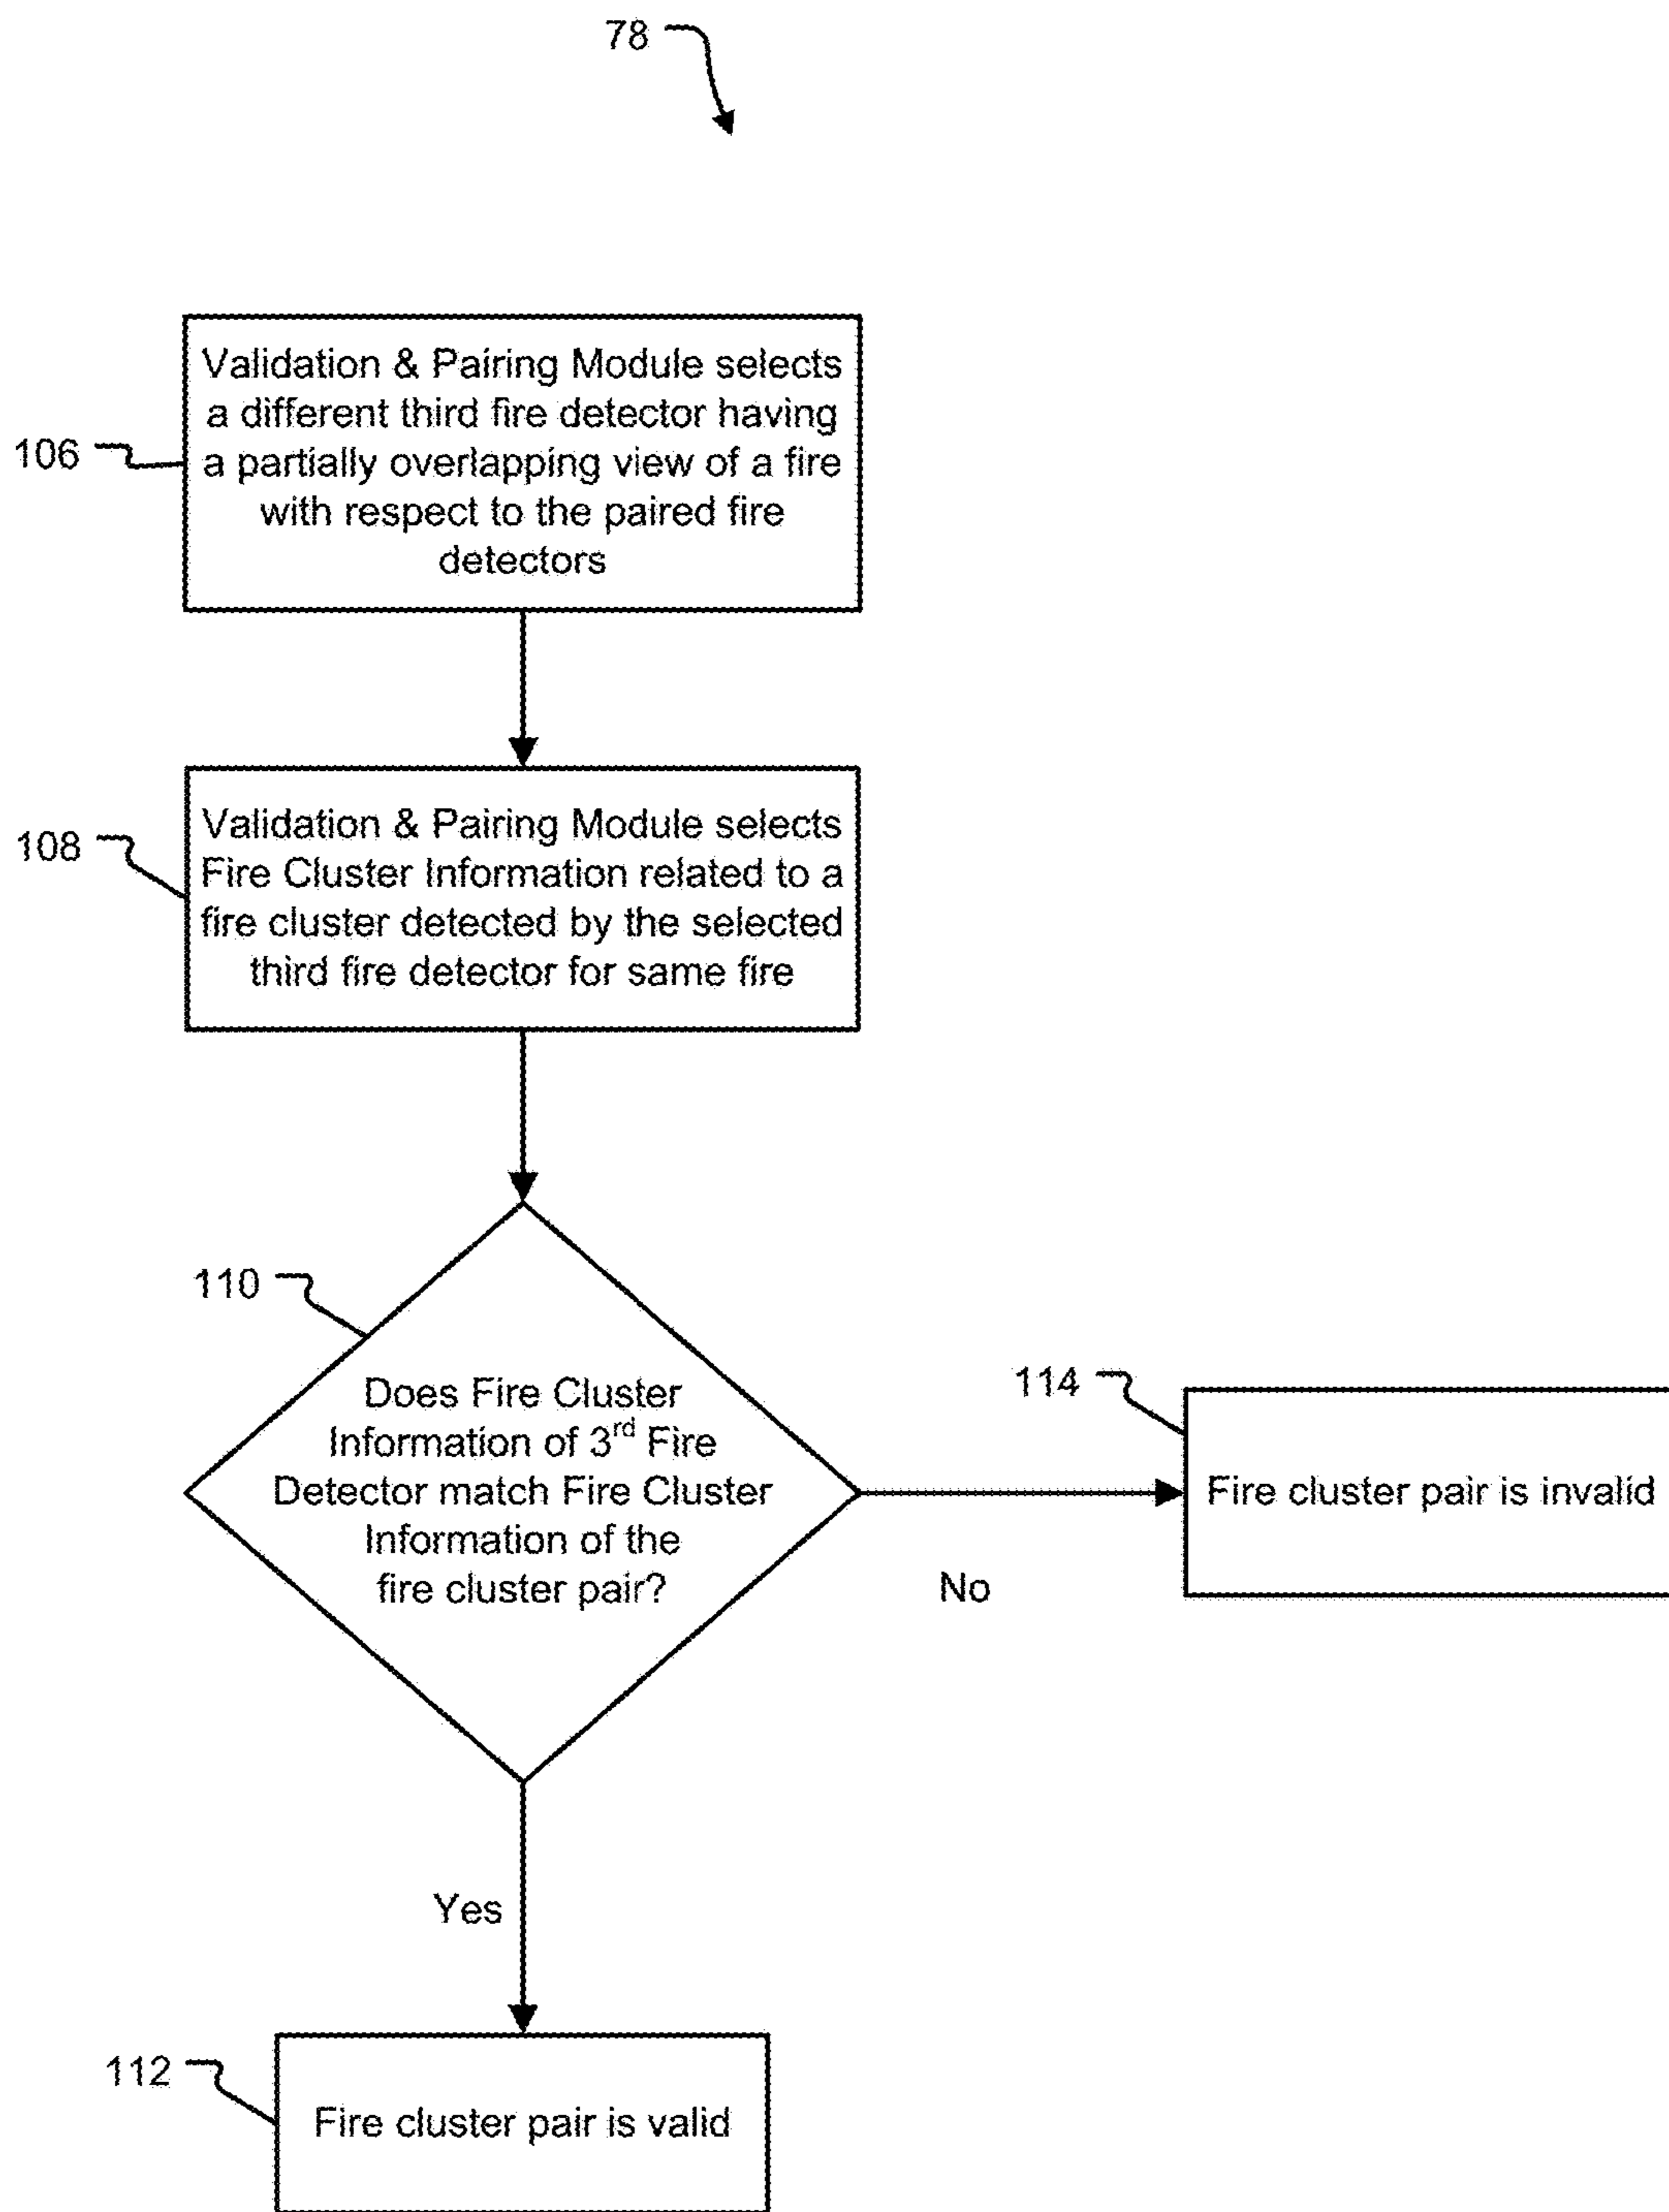 78
106
Validation & Pairing Module selects
a different third fire detector having
a partially overlapping view of a fire
with respect to the paired fire
detectors
108
Validation & Pairing Module selects
Fire Cluster Information related to a
fire cluster detected by the selected
third fire detector for same fire
110
Does Fire Cluster
Information of 3rd Fire
Detector match Fire Cluster
Information of the
fire cluster pair?
114
Fire cluster pair is invalid
No
Yes
112
Fire cluster pair is valid